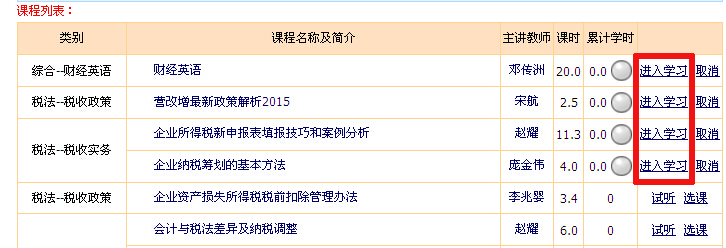 课程列表：
类别 课程名称及简介 主讲教师 课时 累计学时
综合--财经英语 财经英语 邓传洲 20.0 0.0 进入学习 取消
税法--税收政策 营改增最新政策解析2015 宋航 2.5 0.0 进入学习 取消
税法--税收实务 企业所得税新申报表填报技巧和案例分析 赵耀 11.3 0.0 进入学习 取消
企业纳税筹划的基本方法 庞金伟 4.0 0.0 进入学习 取消
税法--税收政策 企业资产损失所得税税前扣除管理办法 李兆婴 3.4 0 试听 选课
会计与税法差异及纳税调整 赵耀 6.0 0 试听 选课